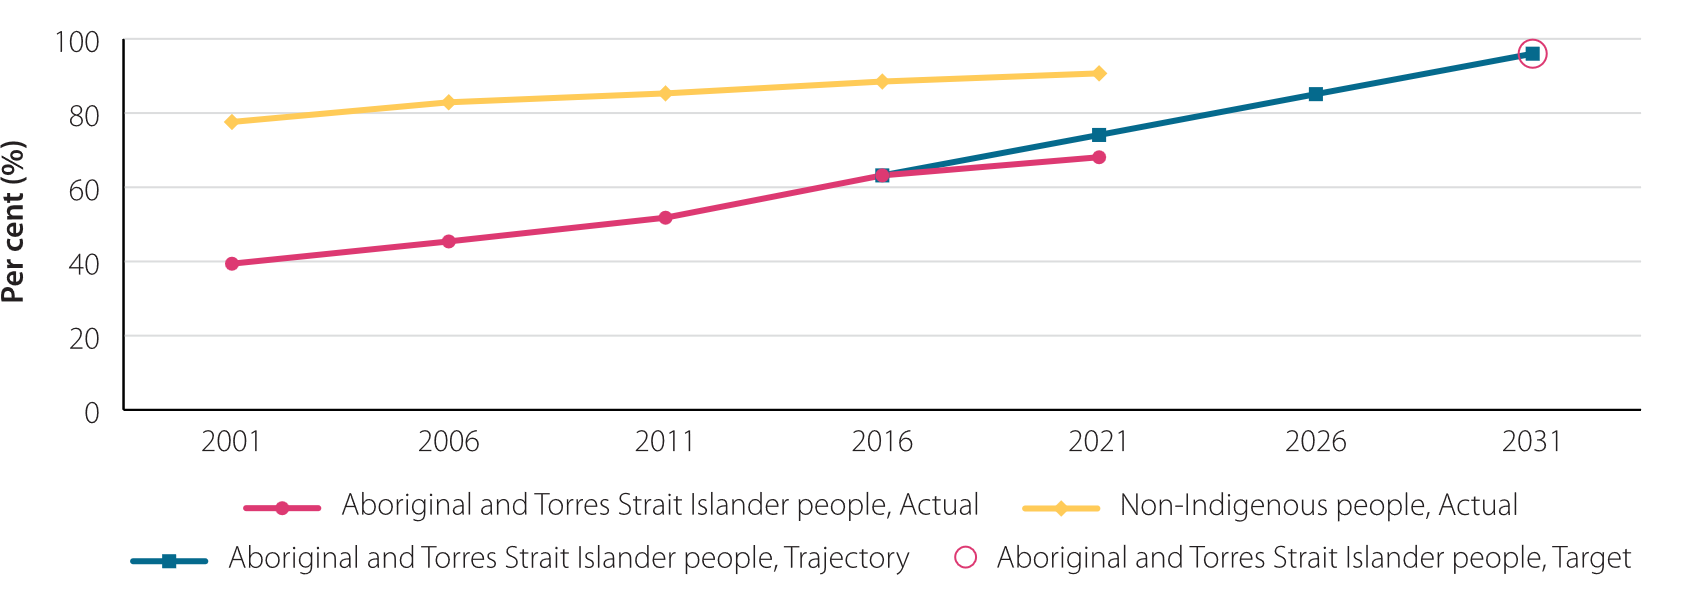 Per cent (%)
100
80
60
40
20
0
2001 2006 2011 2016 2021 2026 2031
Aboriginal and Torres Strait Islander people, Actual Non-Indigenous people, Actual
Aboriginal and Torres Strait Islander people, Trajectory Aboriginal and Torres Strait Islander people, Target